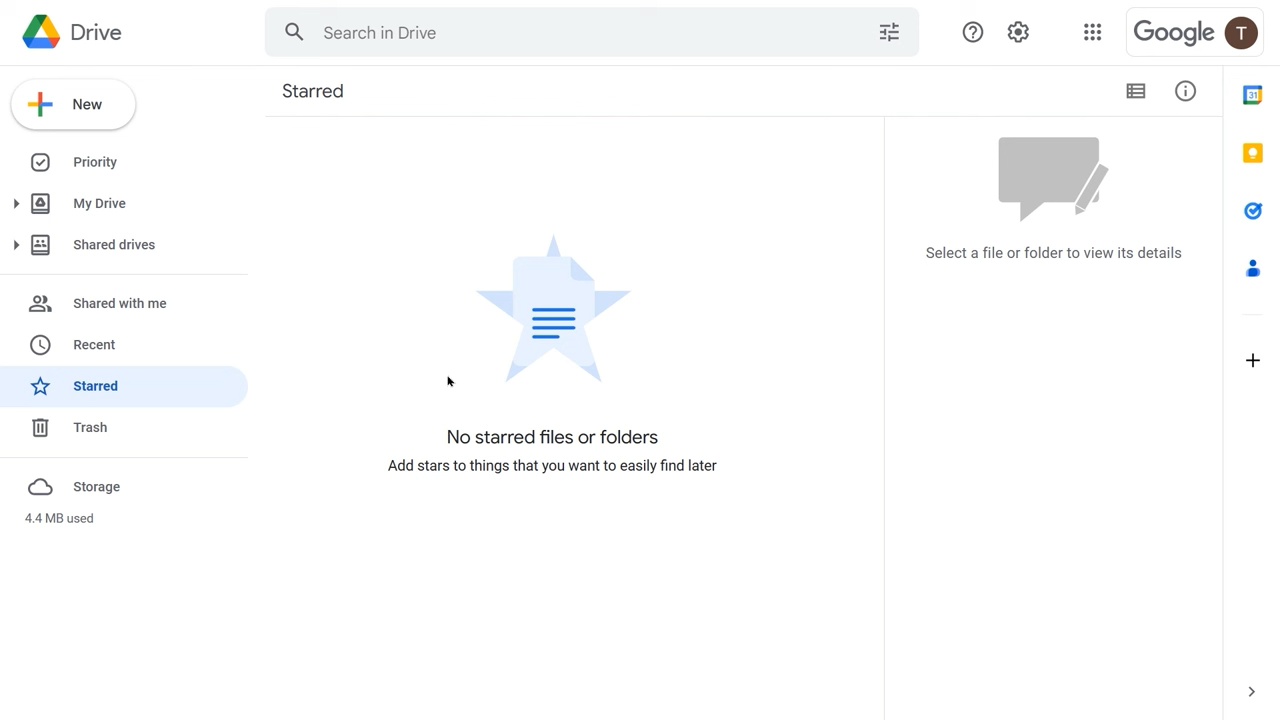 Drive
Search in Drive
Google
T
New
Starred
31
Priority
My Drive
Shared drives
Select a file or folder to view its details
Shared with me
Recent
Starred
Trash
No starred files or folders
Add stars to things that you want to easily find later
Storage
4.4 MB used